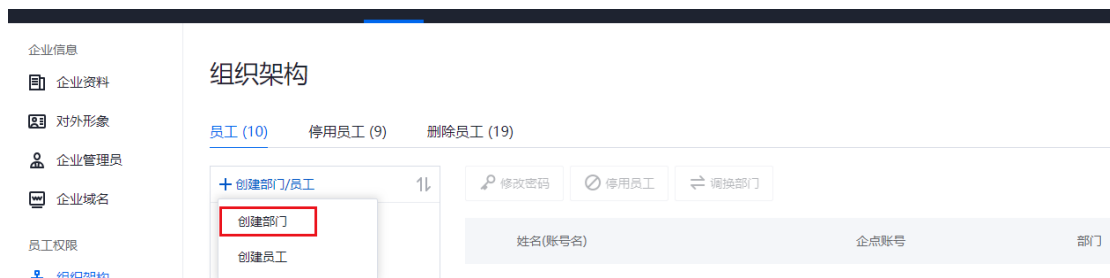 企业信息
企业资料
对外形象
企业管理员
企业域名
员工权限
组织架构
组织架构
员工 (10) 停用员工 (9) 删除员工 (19)
创建部门/员工
修改密码 停用员工 调换部门
创建部门
创建员工
姓名(账号名) 企点账号 部门